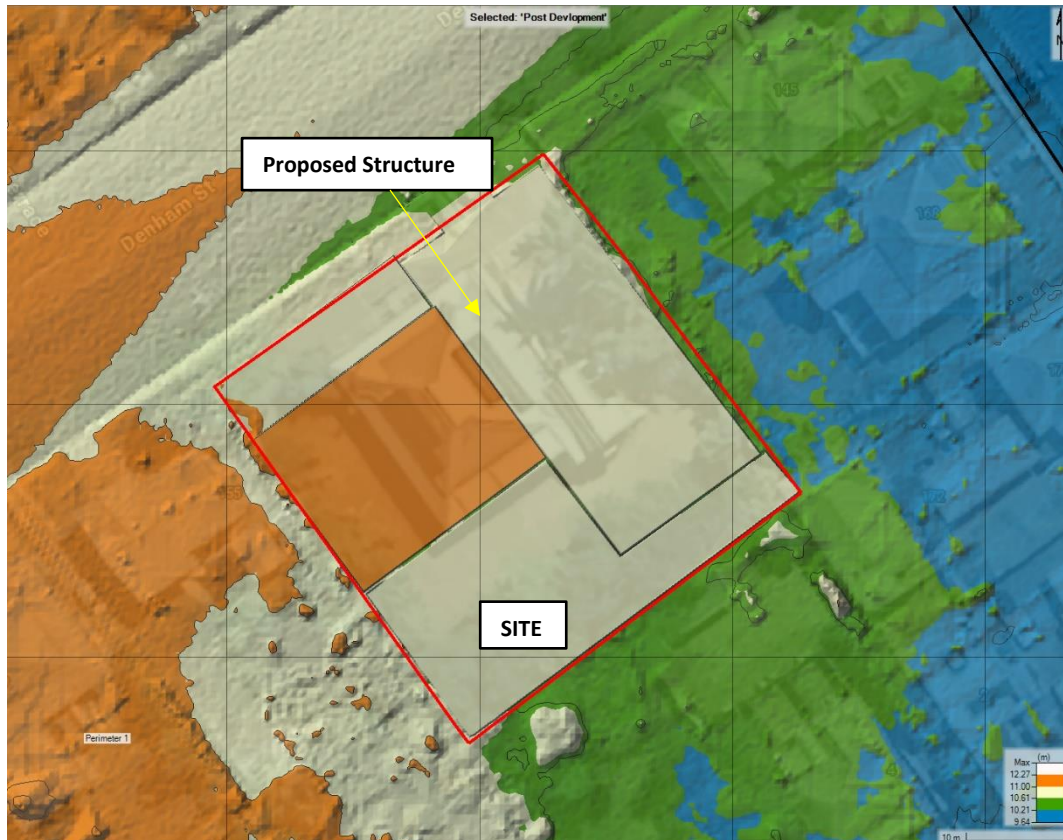 Selected: 'Post Devlopment'
Proposed Structure
Denham St
145
SITE
Perimeter 1
(m)
Max
12.27
11.00
10.61
10.21
9.64
10 m